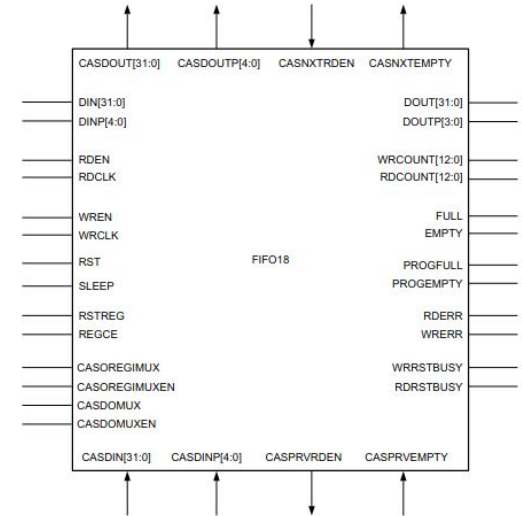 CASDOUT[31:0] CASDOUTP[4:0] CASNXTRDEN CASNXTEMPTY
DIN[31:0] DOUT[31:0]
DINP[4:0] DOUTP[3:0]
RDEN WRCOUNT[12:0]
RDCLK RDCOUNT[12:0]
WREN FULL
WRCLK EMPTY
RST FIFO18 PROGFULL
SLEEP PROGEMPTY
RSTREG RDERR
REGCE WRERR
CASOREGIMUX WRRSTBUSY
CASOREGIMUXEN RDRSTBUSY
CASDOMUX
CASDOMUXEN
CASDIN[31:0] CASDINP[4:0] CASPRVRDEN CASPRVEMPTY